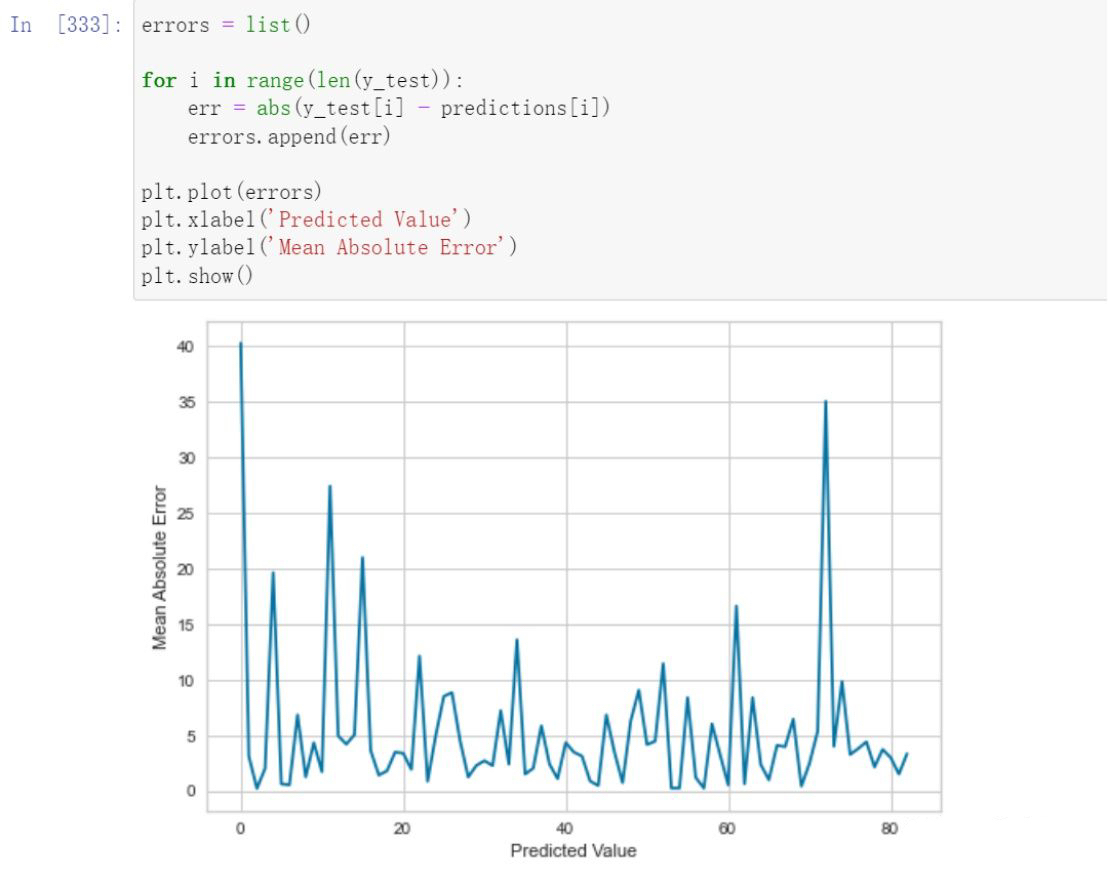 In [333]: errors = list()
for i in range(len(y_test)):
err = abs(y_test[i] - predictions[i])
errors.append(err)
plt.plot(errors)
plt.xlabel('Predicted Value')
plt.ylabel('Mean Absolute Error')
plt.show()
40
35
30
25
20
15
10
5
0
Mean Absolute Error
0 20 40 60 80
Predicted Value